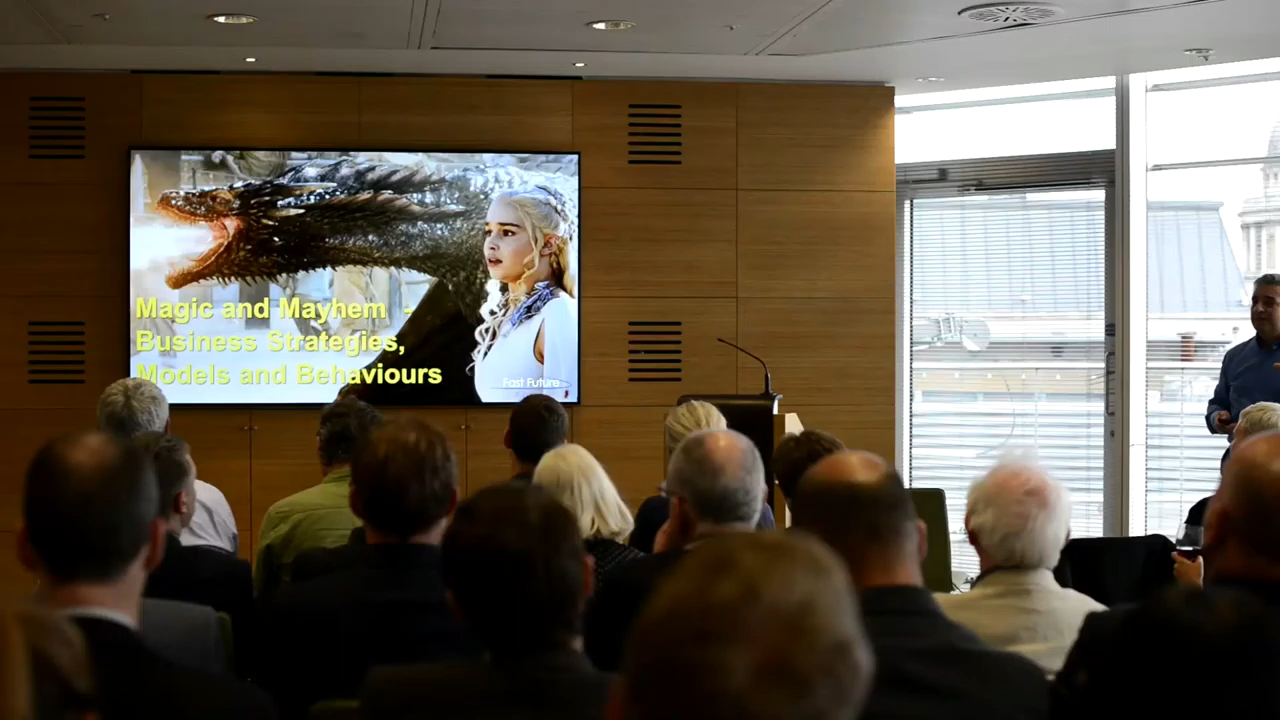 Magic and Mayhem -
Business Strategies,
Models and Behaviours
Fast Future